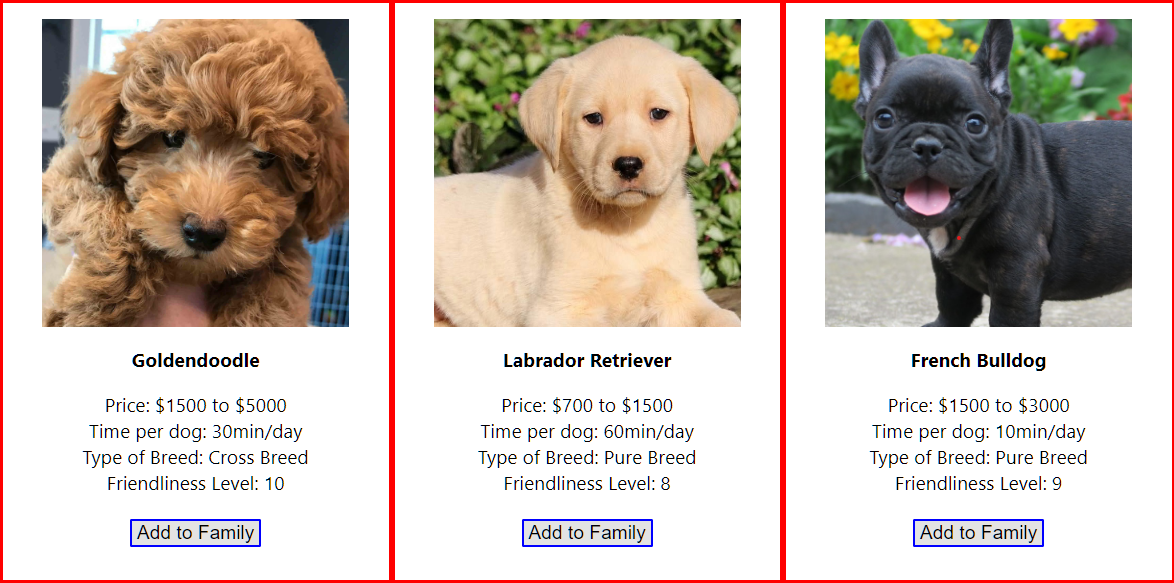 Goldendoodle
Price: $1500 to $5000
Time per dog: 30min/day
Type of Breed: Cross Breed
Friendliness Level: 10
Add to Family
Labrador Retriever
Price: $700 to $1500
Time per dog: 60min/day
Type of Breed: Pure Breed
Friendliness Level: 8
Add to Family
French Bulldog
Price: $1500 to $3000
Time per dog: 10min/day
Type of Breed: Pure Breed
Friendliness Level: 9
Add to Family